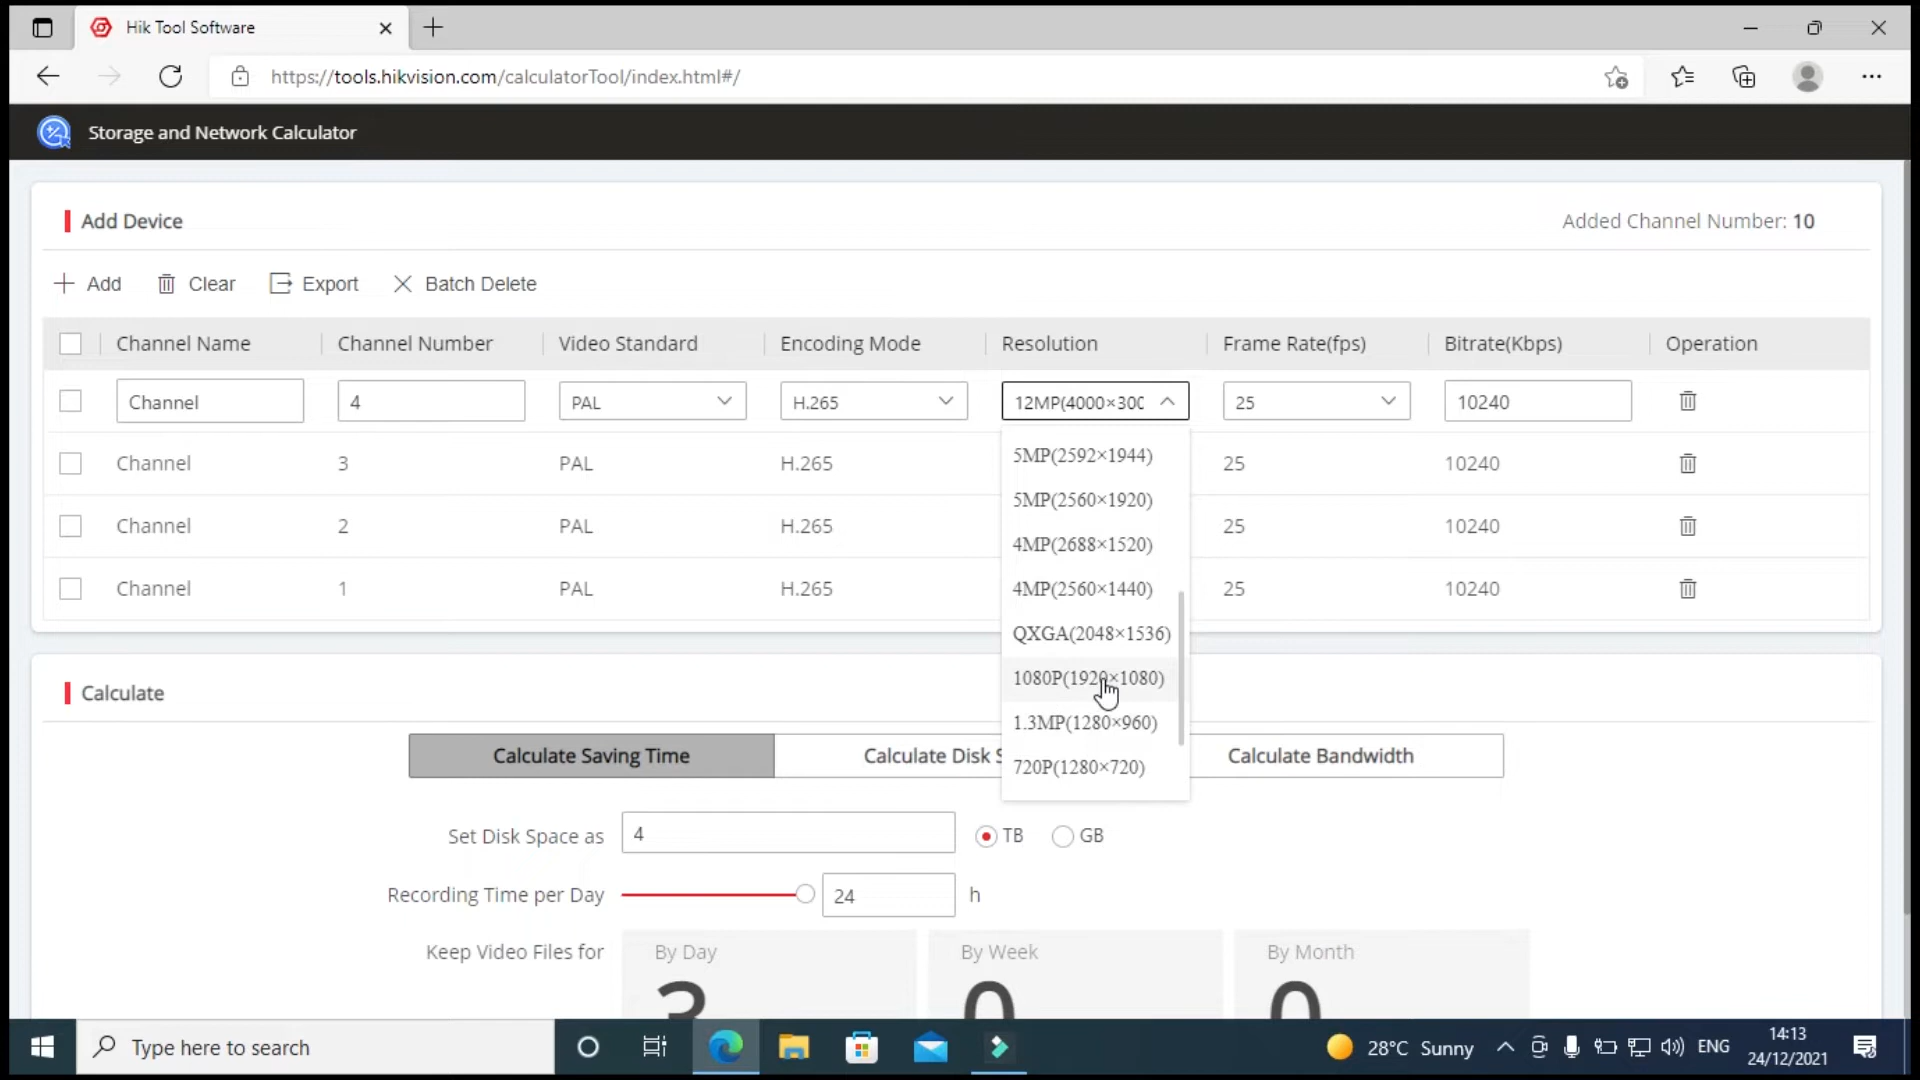 Hik Tool Software
https://tools.hikvision.com/calculatorTool/index.html#/
Storage and Network Calculator
Add Device
Added Channel Number: 10
Add Clear Export Batch Delete
Channel Name Channel Number Video Standard Encoding Mode Resolution Frame Rate(fps) Bitrate(Kbps) Operation
Channel 4 PAL H.265 12MP(4000×300 25 10240
Channel 3 PAL H.265 25 10240
Channel 2 PAL H.265 25 10240
Channel 1 PAL H.265 25 10240
5MP(2592×1944)
5MP(2560×1920)
4MP(2688×1520)
4MP(2560×1440)
QXGA(2048×1536)
1080P(1920×1080)
1.3MP(1280×960)
720P(1280×720)
Calculate
Calculate Saving Time Calculate Disk S Calculate Bandwidth
Set Disk Space as 4 TB GB
Recording Time per Day 24 h
Keep Video Files for By Day By Week By Month
3 0 0
Type here to search
28°C Sunny ENG 14:13
24/12/2021